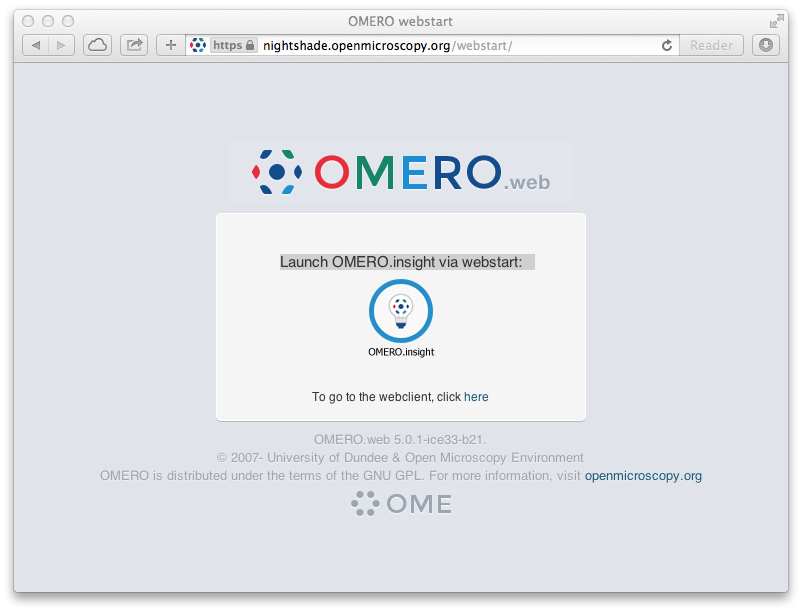 OMERO webstart
https nightshade.openmicroscopy.org/webstart/ Reader
OMERO.web
Launch OMERO.insight via webstart:
OMERO.insight
To go to the webclient, click here
OMERO.web 5.0.1-ice33-b21.
© 2007- University of Dundee & Open Microscopy Environment
OMERO is distributed under the terms of the GNU GPL. For more information, visit openmicroscopy.org
OME